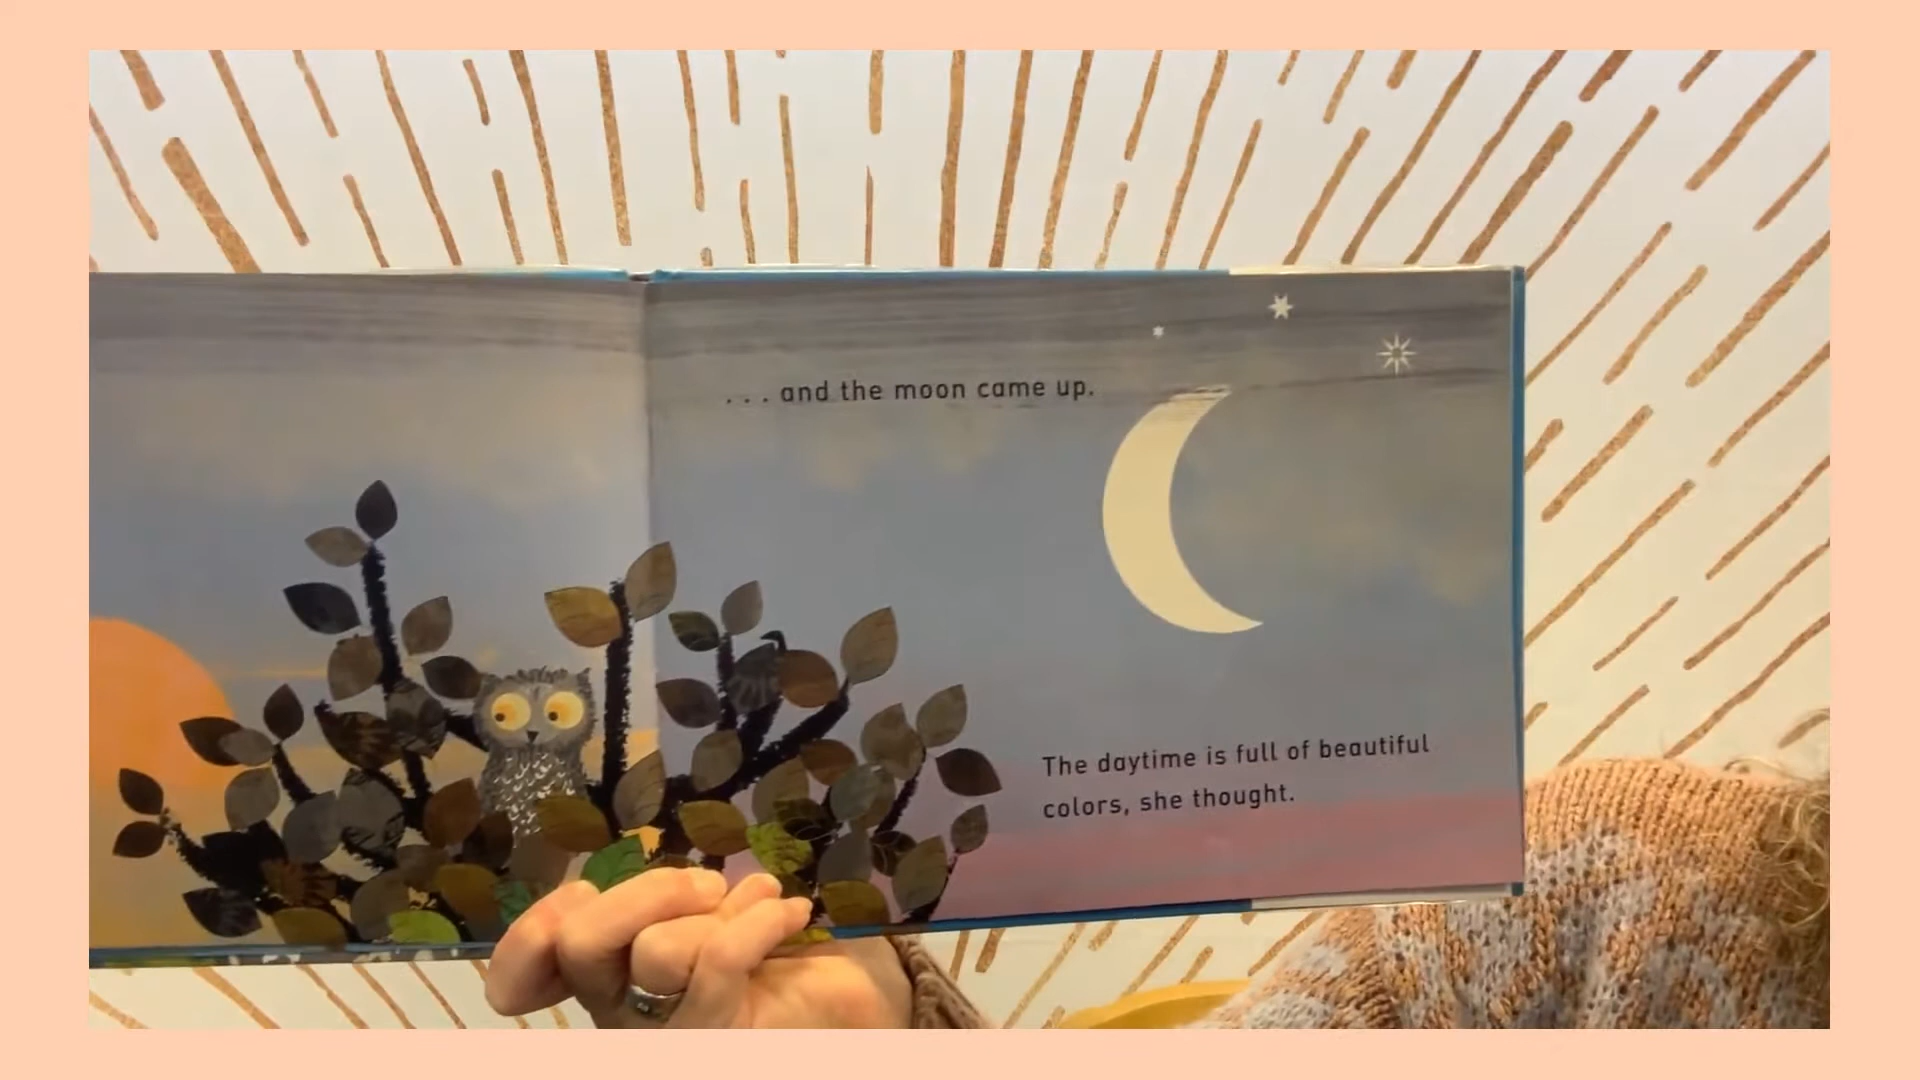 . . . and the moon came up.
The daytime is full of beautiful
colors, she thought.